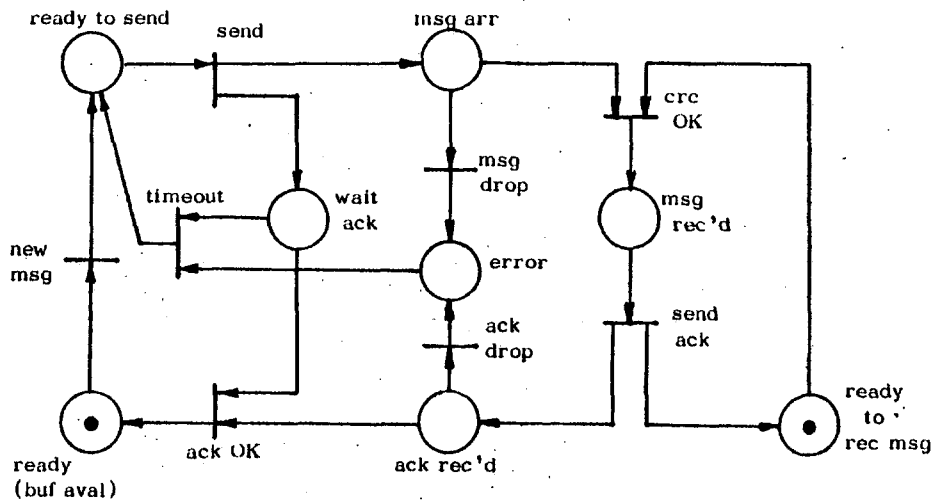 ready to send
send
msg arr
crc
OK
msg
drop
timeout
wait
ack
msg
rec'd
new
msg
error
ack
drop
send
ack
ready
to
rec msg
ready
(buf aval)
ack OK
ack rec'd